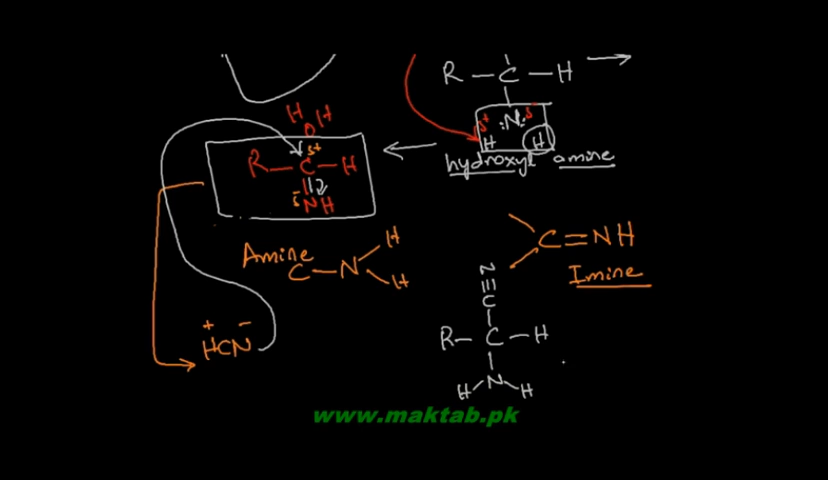 R — C — H
:N:
δ+ δ-
H H
hydroxyl amine
H H
O
δ+
R — C — H
δ- NH
Amine
H
C — N
H
C = NH
Imine
N
≡
C
R — C — H
H N H
+ -
HCN
www.maktab.pk